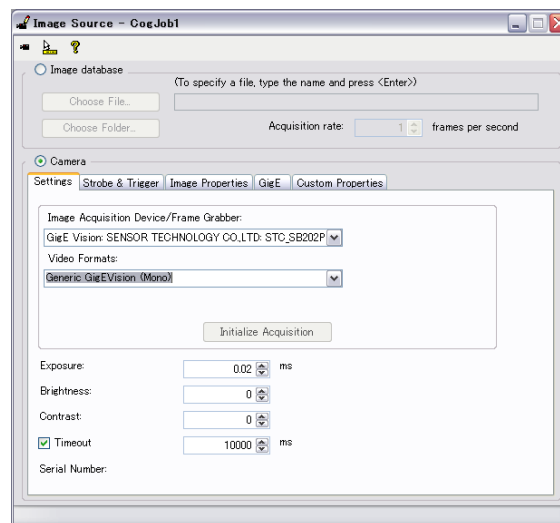 Image Source - CogJob1
Image database
(To specify a file, type the name and press <Enter>)
Choose File...
Choose Folder...
Acquisition rate: 1 frames per second
Camera
Settings Strobe & Trigger Image Properties GigE Custom Properties
Image Acquisition Device/Frame Grabber:
GigE Vision: SENSOR TECHNOLOGY CO.,LTD: STC_SB202P
Video Formats:
Generic GigEVision (Mono)
Initialize Acquisition
Exposure: 0.02 ms
Brightness: 0
Contrast: 0
Timeout 10000 ms
Serial Number: